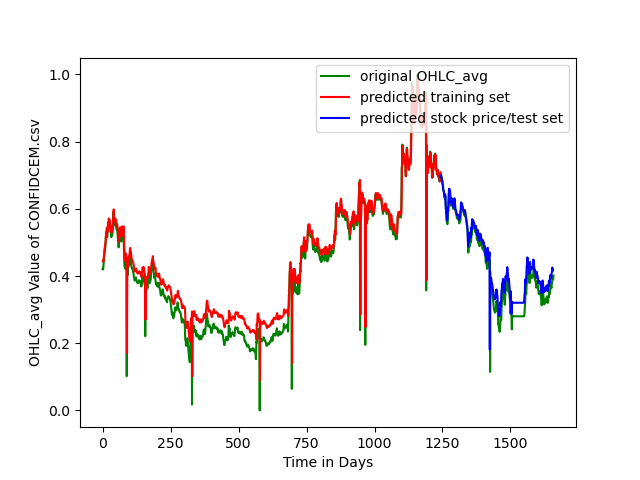 original OHLC_avg
predicted training set
predicted stock price/test set
1.0
0.8
0.6
0.4
0.2
0.0
OHLC_avg Value of CONFIDCEM.csv
0 250 500 750 1000 1250 1500
Time in Days